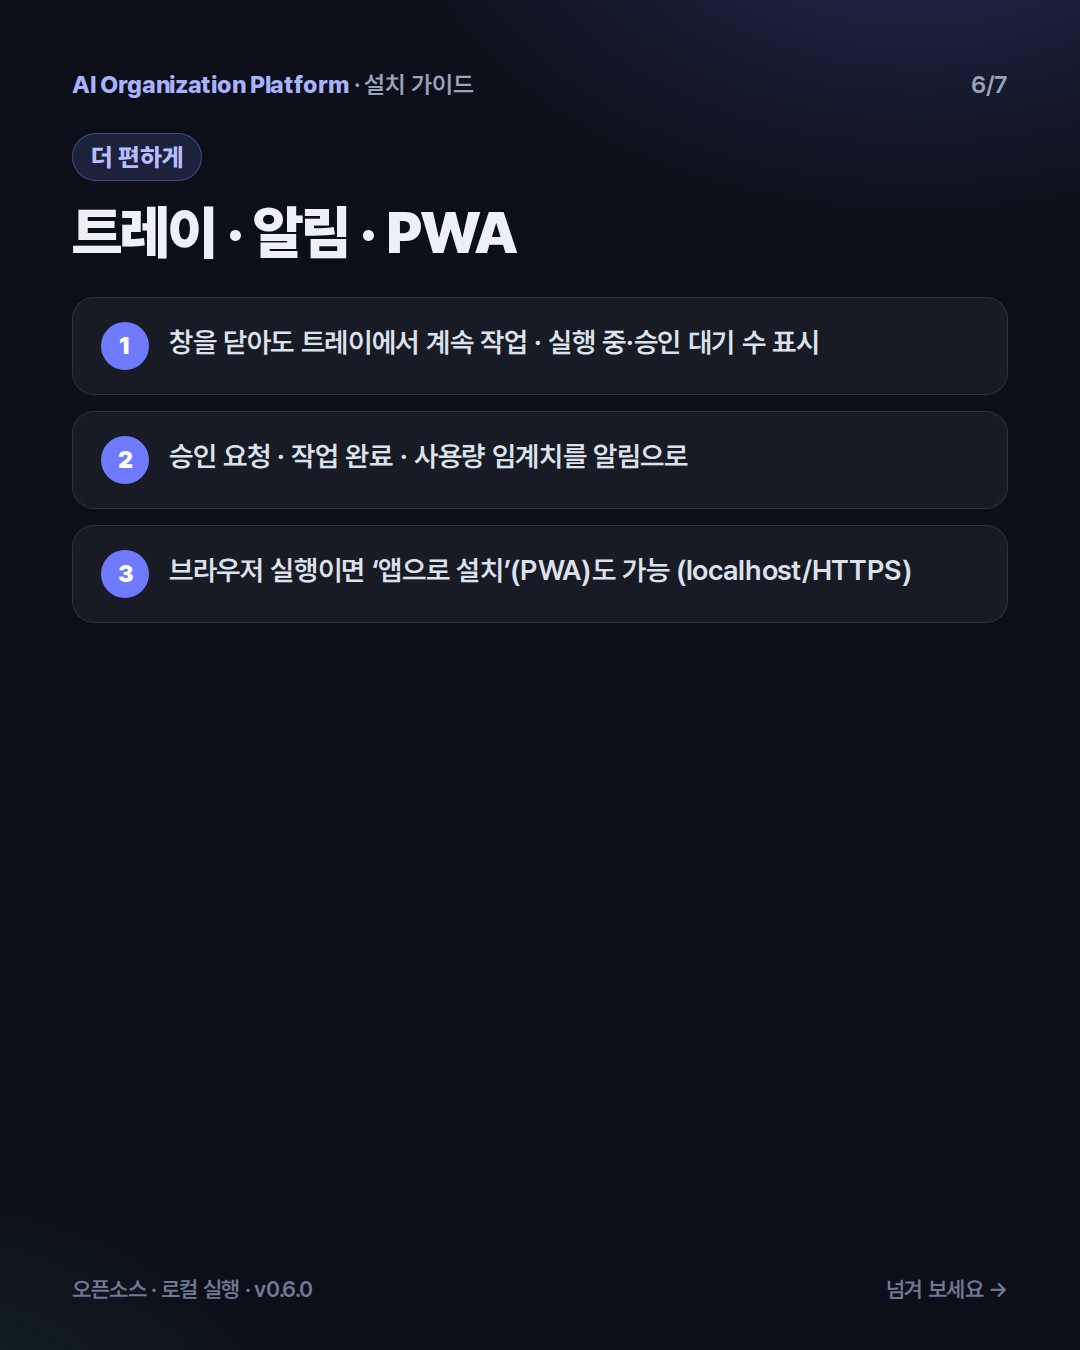 AI Organization Platform · 설치 가이드
6/7
더 편하게
트레이 · 알림 · PWA
1 창을 닫아도 트레이에서 계속 작업 · 실행 중·승인 대기 수 표시
2 승인 요청 · 작업 완료 · 사용량 임계치를 알림으로
3 브라우저 실행이면 ‘앱으로 설치’(PWA)도 가능 (localhost/HTTPS)
오픈소스 · 로컬 실행 · v0.6.0
넘겨 보세요 →